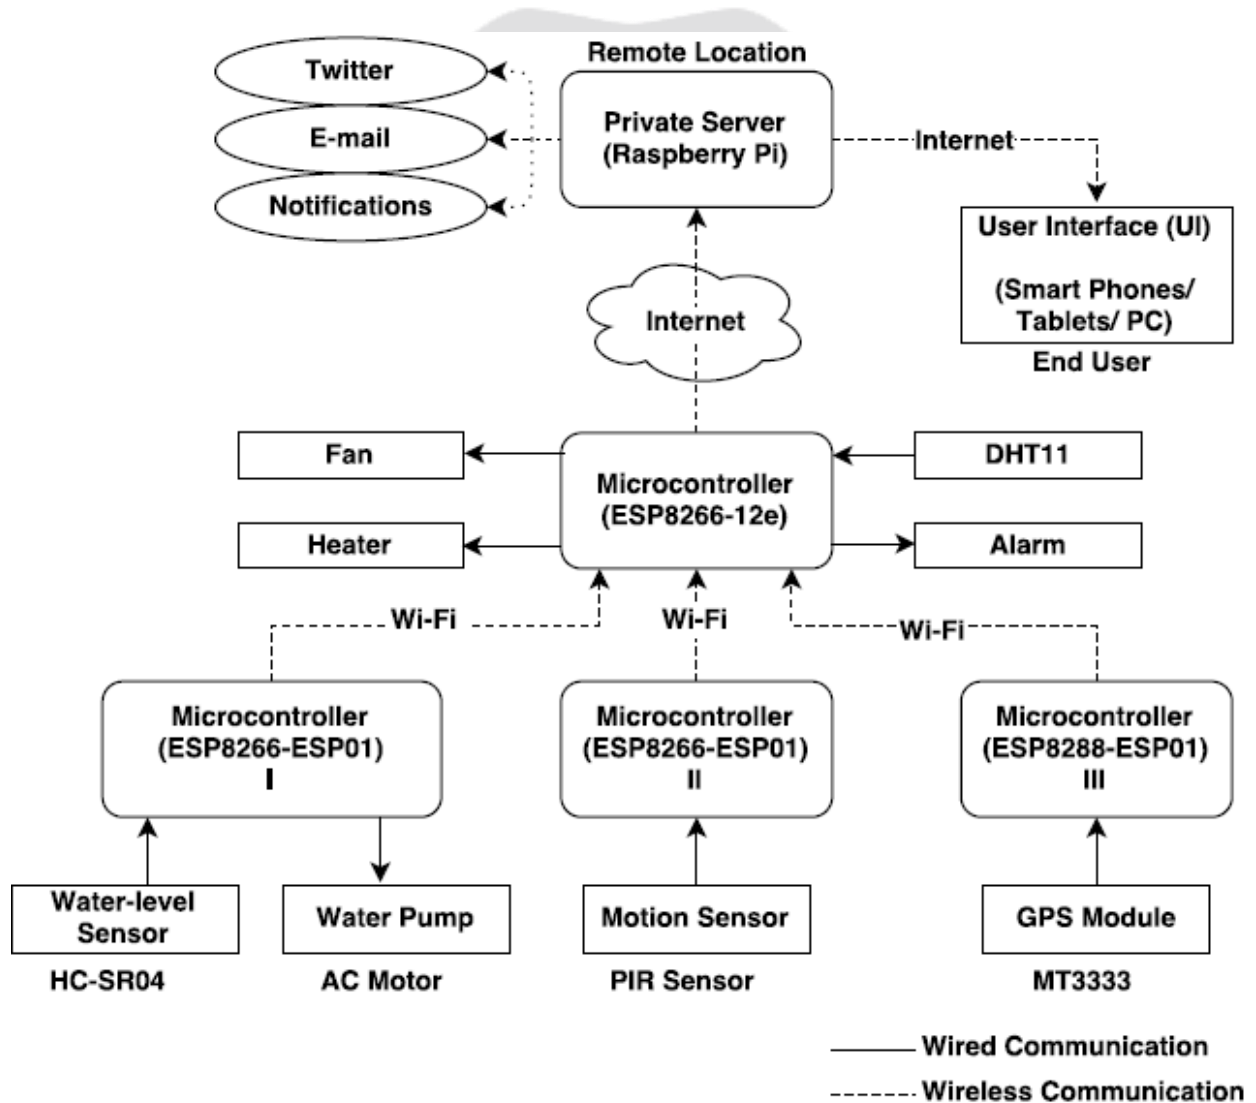 Remote Location
Twitter
E-mail
Notifications
Private Server
(Raspberry Pi)
Internet
User Interface (UI)
(Smart Phones/
Tablets/ PC)
End User
Internet
Fan
Heater
Microcontroller
(ESP8266-12e)
DHT11
Alarm
Wi-Fi
Wi-Fi
Wi-Fi
Microcontroller
(ESP8266-ESP01)
I
Microcontroller
(ESP8266-ESP01)
II
Microcontroller
(ESP8288-ESP01)
III
Water-level
Sensor
HC-SR04
Water Pump
AC Motor
Motion Sensor
PIR Sensor
GPS Module
MT3333
Wired Communication
Wireless Communication